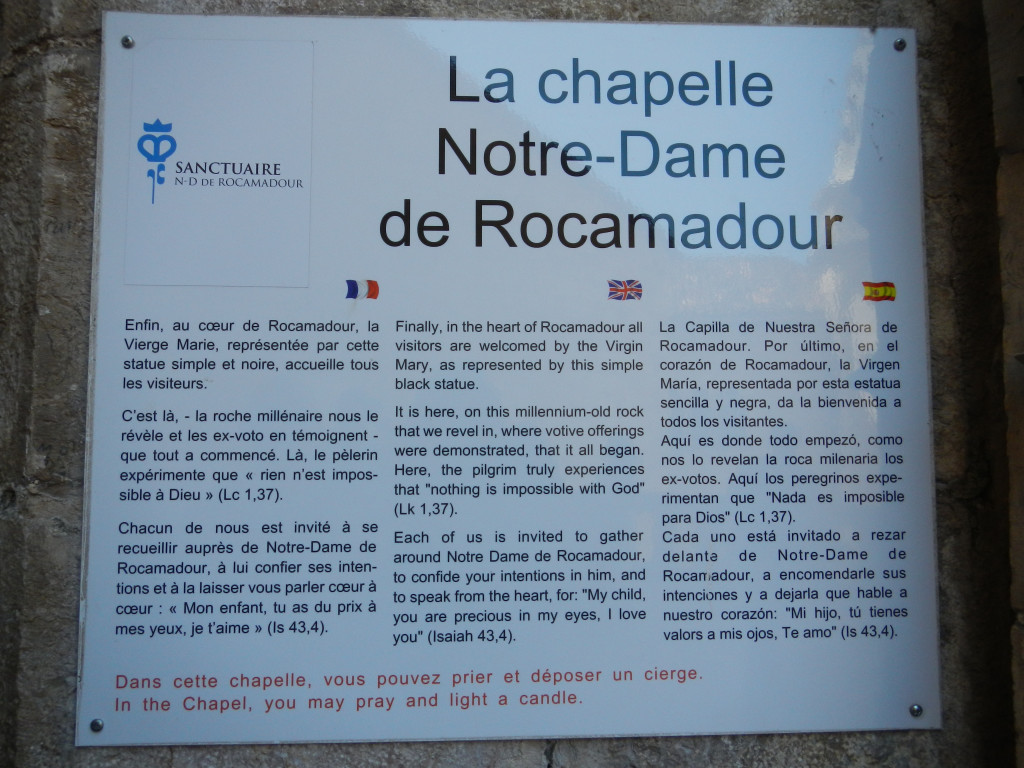 La chapelle
Notre-Dame
de Rocamadour
SANCTUAIRE
N-D DE ROCAMADOUR
Enfin, au cœur de Rocamadour, la
Vierge Marie, représentée par cette
statue simple et noire, accueille tous
les visiteurs.
C'est là, - la roche millénaire nous le
révèle et les ex-voto en témoignent -
que tout a commencé. Là, le pèlerin
expérimente que « rien n'est impos-
sible à Dieu » (Lc 1,37).
Chacun de nous est invité à se
recueillir auprès de Notre-Dame de
Rocamadour, à lui confier ses inten-
tions et à la laisser vous parler cœur à
cœur : « Mon enfant, tu as du prix à
mes yeux, je t'aime » (Is 43,4).
Finally, in the heart of Rocamadour all
visitors are welcomed by the Virgin
Mary, as represented by this simple
black statue.
It is here, on this millennium-old rock
that we revel in, where votive offerings
were demonstrated, that it all began.
Here, the pilgrim truly experiences
that "nothing is impossible with God"
(Lk 1,37).
Each of us is invited to gather
around Notre Dame de Rocamadour,
to confide your intentions in him, and
to speak from the heart, for: "My child,
you are precious in my eyes, I love
you" (Isaiah 43,4).
La Capilla de Nuestra Señora de
Rocamadour. Por último, en el
corazón de Rocamadour, la Virgen
María, representada por esta estatua
sencilla y negra, da la bienvenida a
todos los visitantes.
Aquí es donde todo empezó, como
nos lo revelan la roca milenaria los
ex-votos. Aquí los peregrinos expe-
rimentan que "Nada es imposible
para Dios" (Lc 1,37).
Cada uno está invitado a rezar
delanta de Notre-Dame de
Rocamadour, a encomendarle sus
intenciones y a dejarla que hable a
nuestro corazón: "Mi hijo, tú tienes
valors a mis ojos, Te amo" (Is 43,4).
Dans cette chapelle, vous pouvez prier et déposer un cierge.
In the Chapel, you may pray and light a candle.